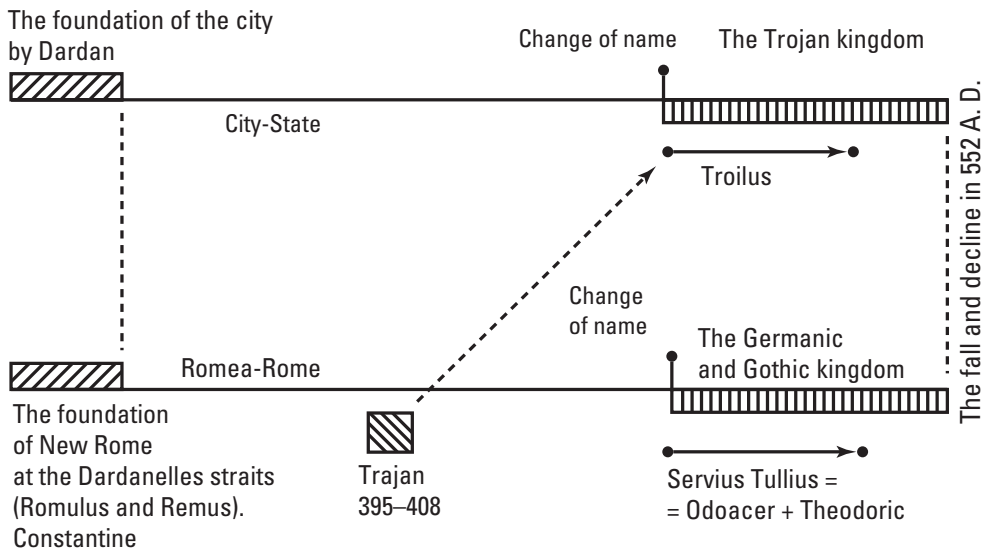 The foundation of the city
by Dardan
Change of name
The Trojan kingdom
City-State
Troilus
The fall and decline in 552 A. D.
Change
of name
The Germanic
and Gothic kingdom
Romea-Rome
The foundation
of New Rome
at the Dardanelles straits
(Romulus and Remus).
Constantine
Trajan
395–408
Servius Tullius =
= Odoacer + Theodoric